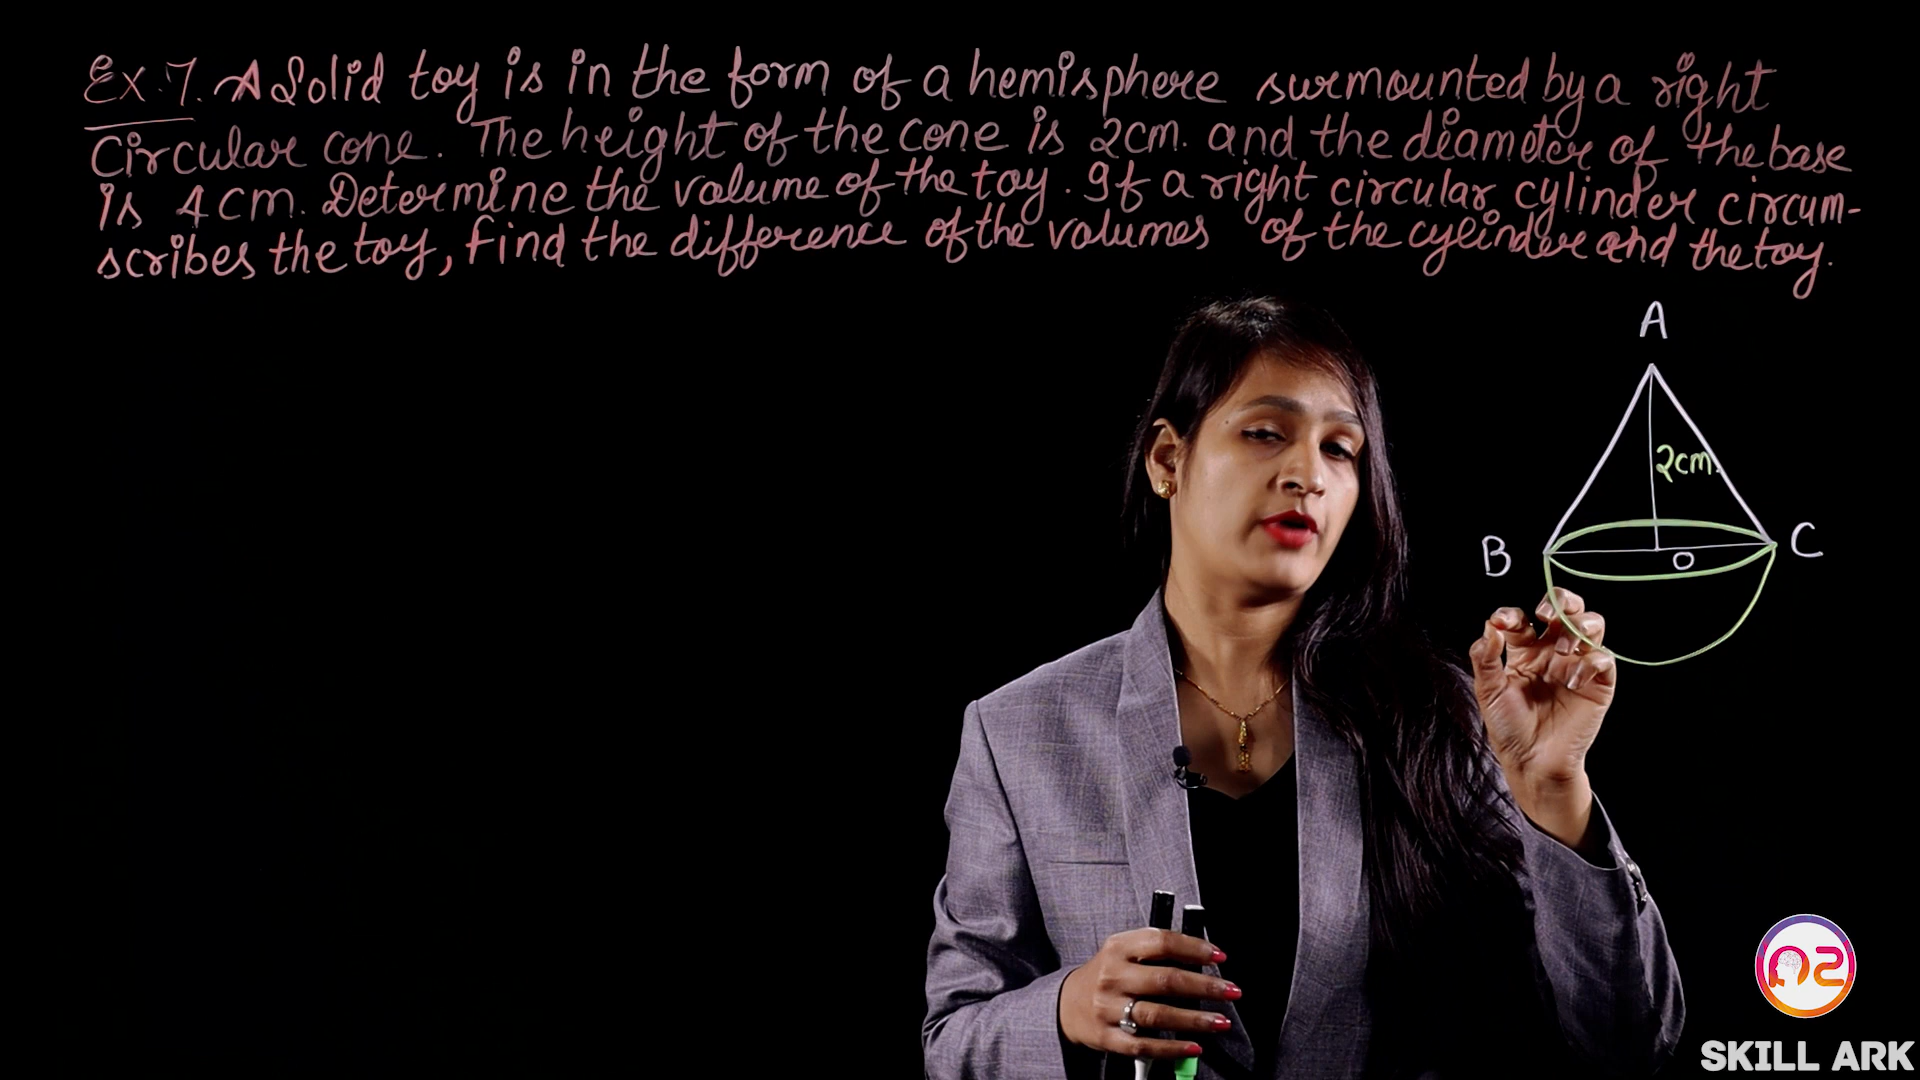 Ex.7. A Solid toy is in the form of a hemisphere surmounted by a right
Circular cone. The height of the cone is 2cm. and the diameter of the base
is 4cm. Determine the volume of the toy. If a right circular cylinder circum-
scribes the toy, find the difference of the volumes of the cylinder and the toy.
A
2cm.
B
O
C
SKILL ARK